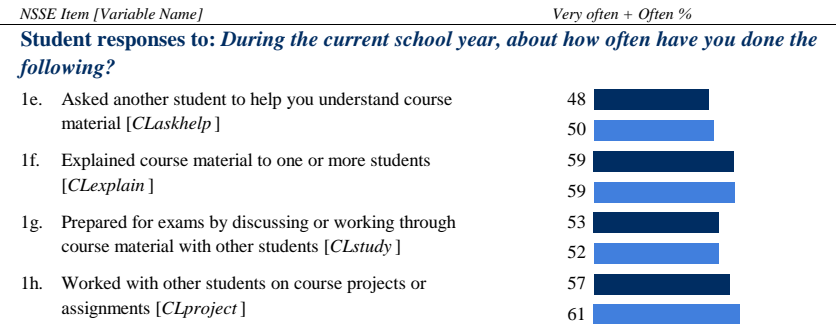 NSSE Item [Variable Name] Very often + Often %
Student responses to: During the current school year, about how often have you done the
following?
1e. Asked another student to help you understand course 48
material [CLaskhelp ] 50
1f. Explained course material to one or more students 59
[CLexplain ] 59
1g. Prepared for exams by discussing or working through 53
course material with other students [CLstudy ] 52
1h. Worked with other students on course projects or 57
assignments [CLproject ] 61